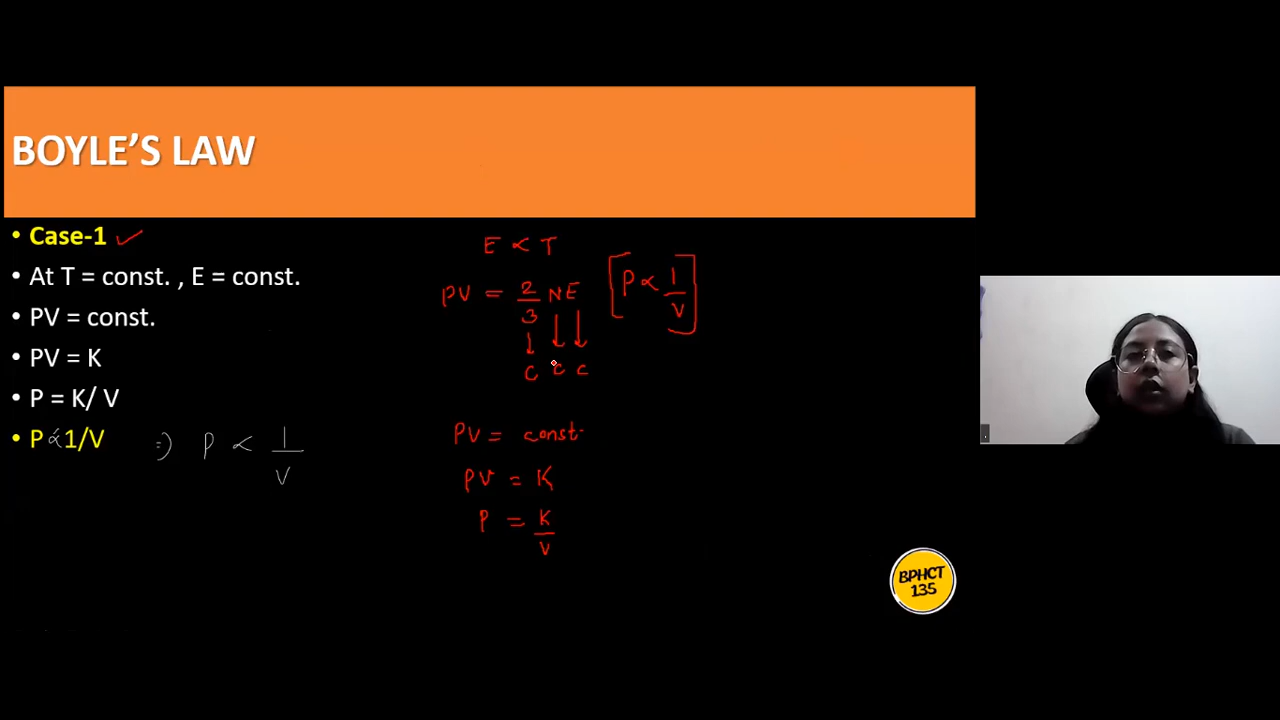 BOYLE'S LAW
• Case-1 ✓
• At T = const. , E = const.
• PV = const.
• PV = K
• P = K/ V
• P ∝ 1/V ⇒ P ∝ 1/V
E ∝ T
PV = 2/3 NE [P ∝ 1/V]
↓ ↓ ↓
C C C
PV = const.
PV = K
P = K/V
BPHCT
135